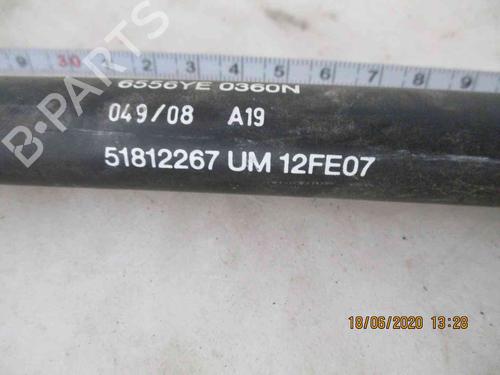 B-PARTS
30
1 2 3 4 5 6 7 8 9
6556YE 0360N
049/08 A19
51812267 UM 12FE07
18/06/2020 13:28